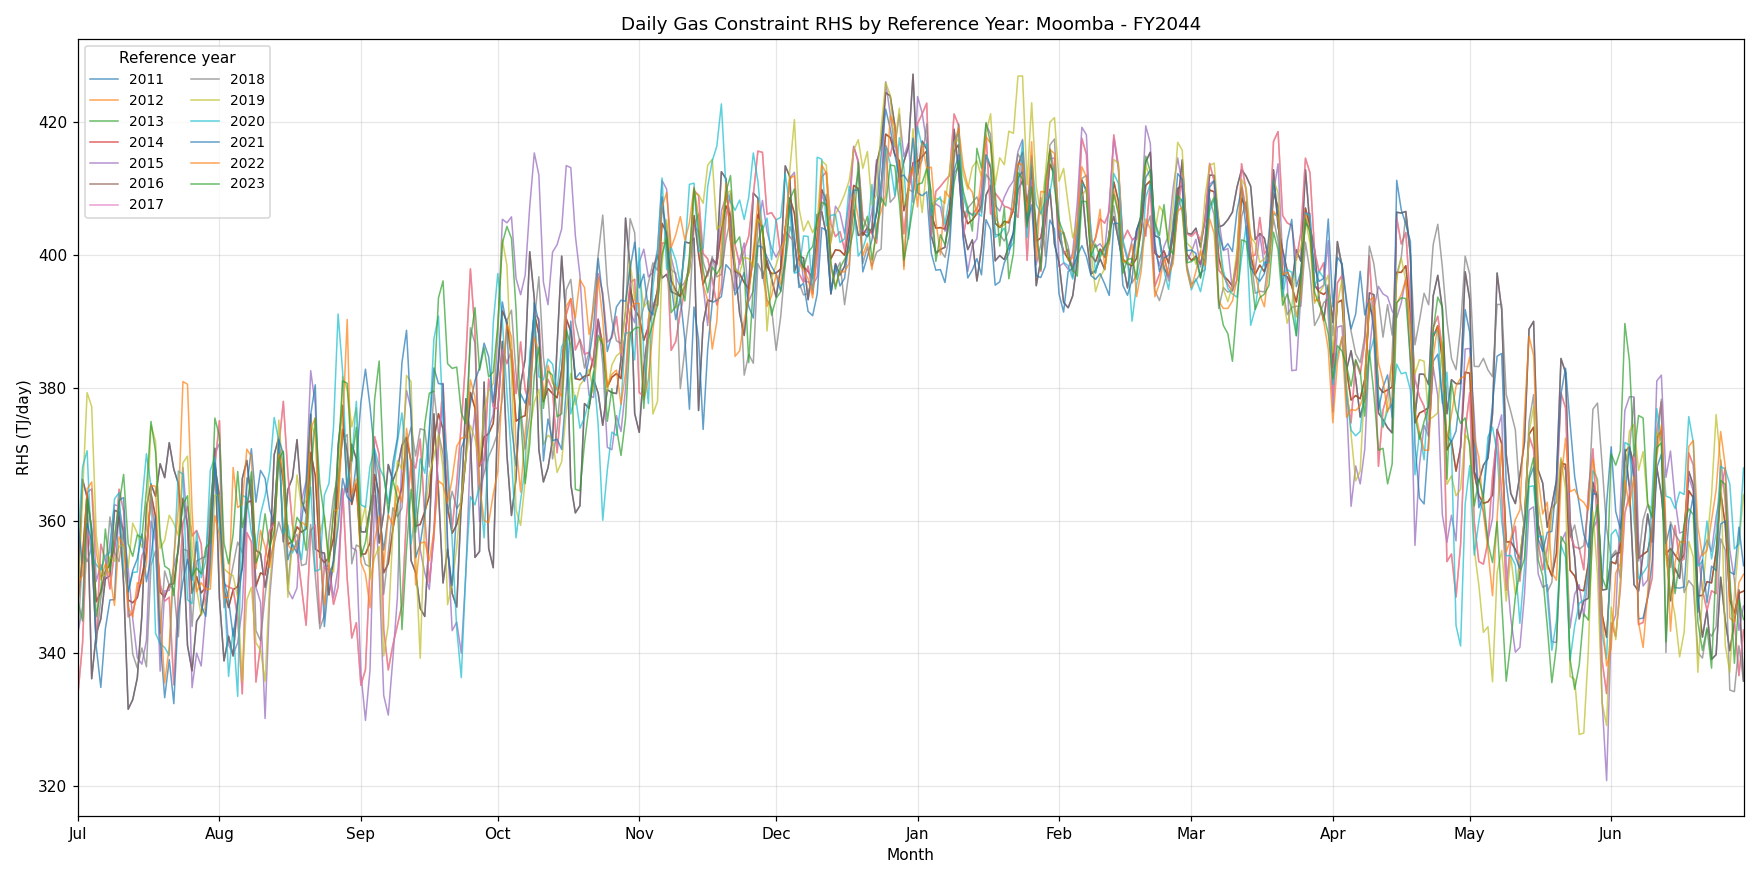 Daily Gas Constraint RHS by Reference Year: Moomba - FY2044
Reference year
2011 2018
2012 2019
2013 2020
2014 2021
2015 2022
2016 2023
2017
RHS (TJ/day)
420
400
380
360
340
320
Jul Aug Sep Oct Nov Dec Jan Feb Mar Apr May Jun
Month